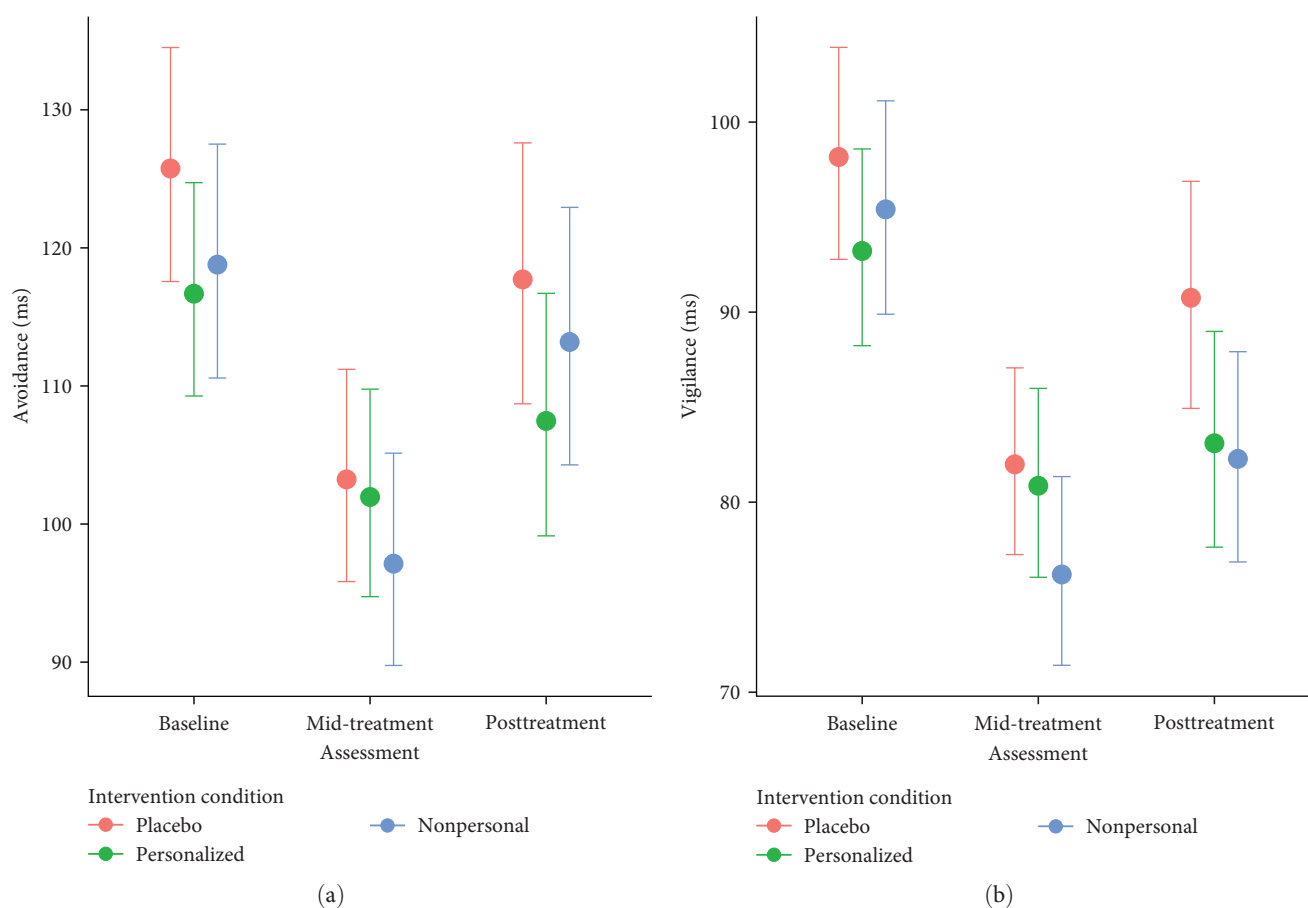 Avoidance (ms)
130
120
110
100
90
Baseline
Mid-treatment
Posttreatment
Assessment
Intervention condition
Placebo
Personalized
Nonpersonal
(a)
Vigilance (ms)
100
90
80
70
Baseline
Mid-treatment
Posttreatment
Assessment
Intervention condition
Placebo
Personalized
Nonpersonal
(b)